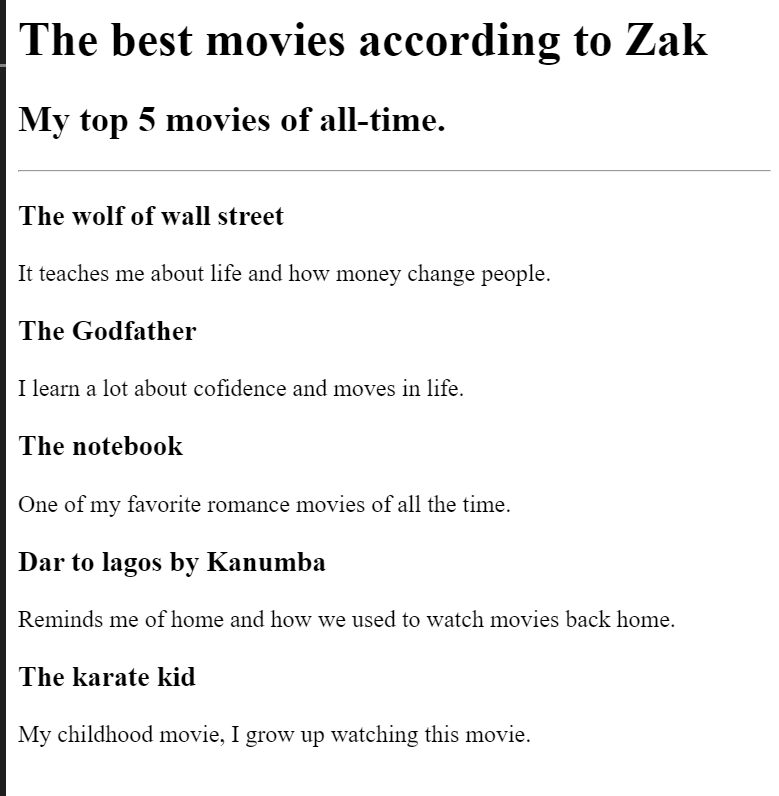 The best movies according to Zak
My top 5 movies of all-time.
The wolf of wall street
It teaches me about life and how money change people.
The Godfather
I learn a lot about cofidence and moves in life.
The notebook
One of my favorite romance movies of all the time.
Dar to lagos by Kanumba
Reminds me of home and how we used to watch movies back home.
The karate kid
My childhood movie, I grow up watching this movie.